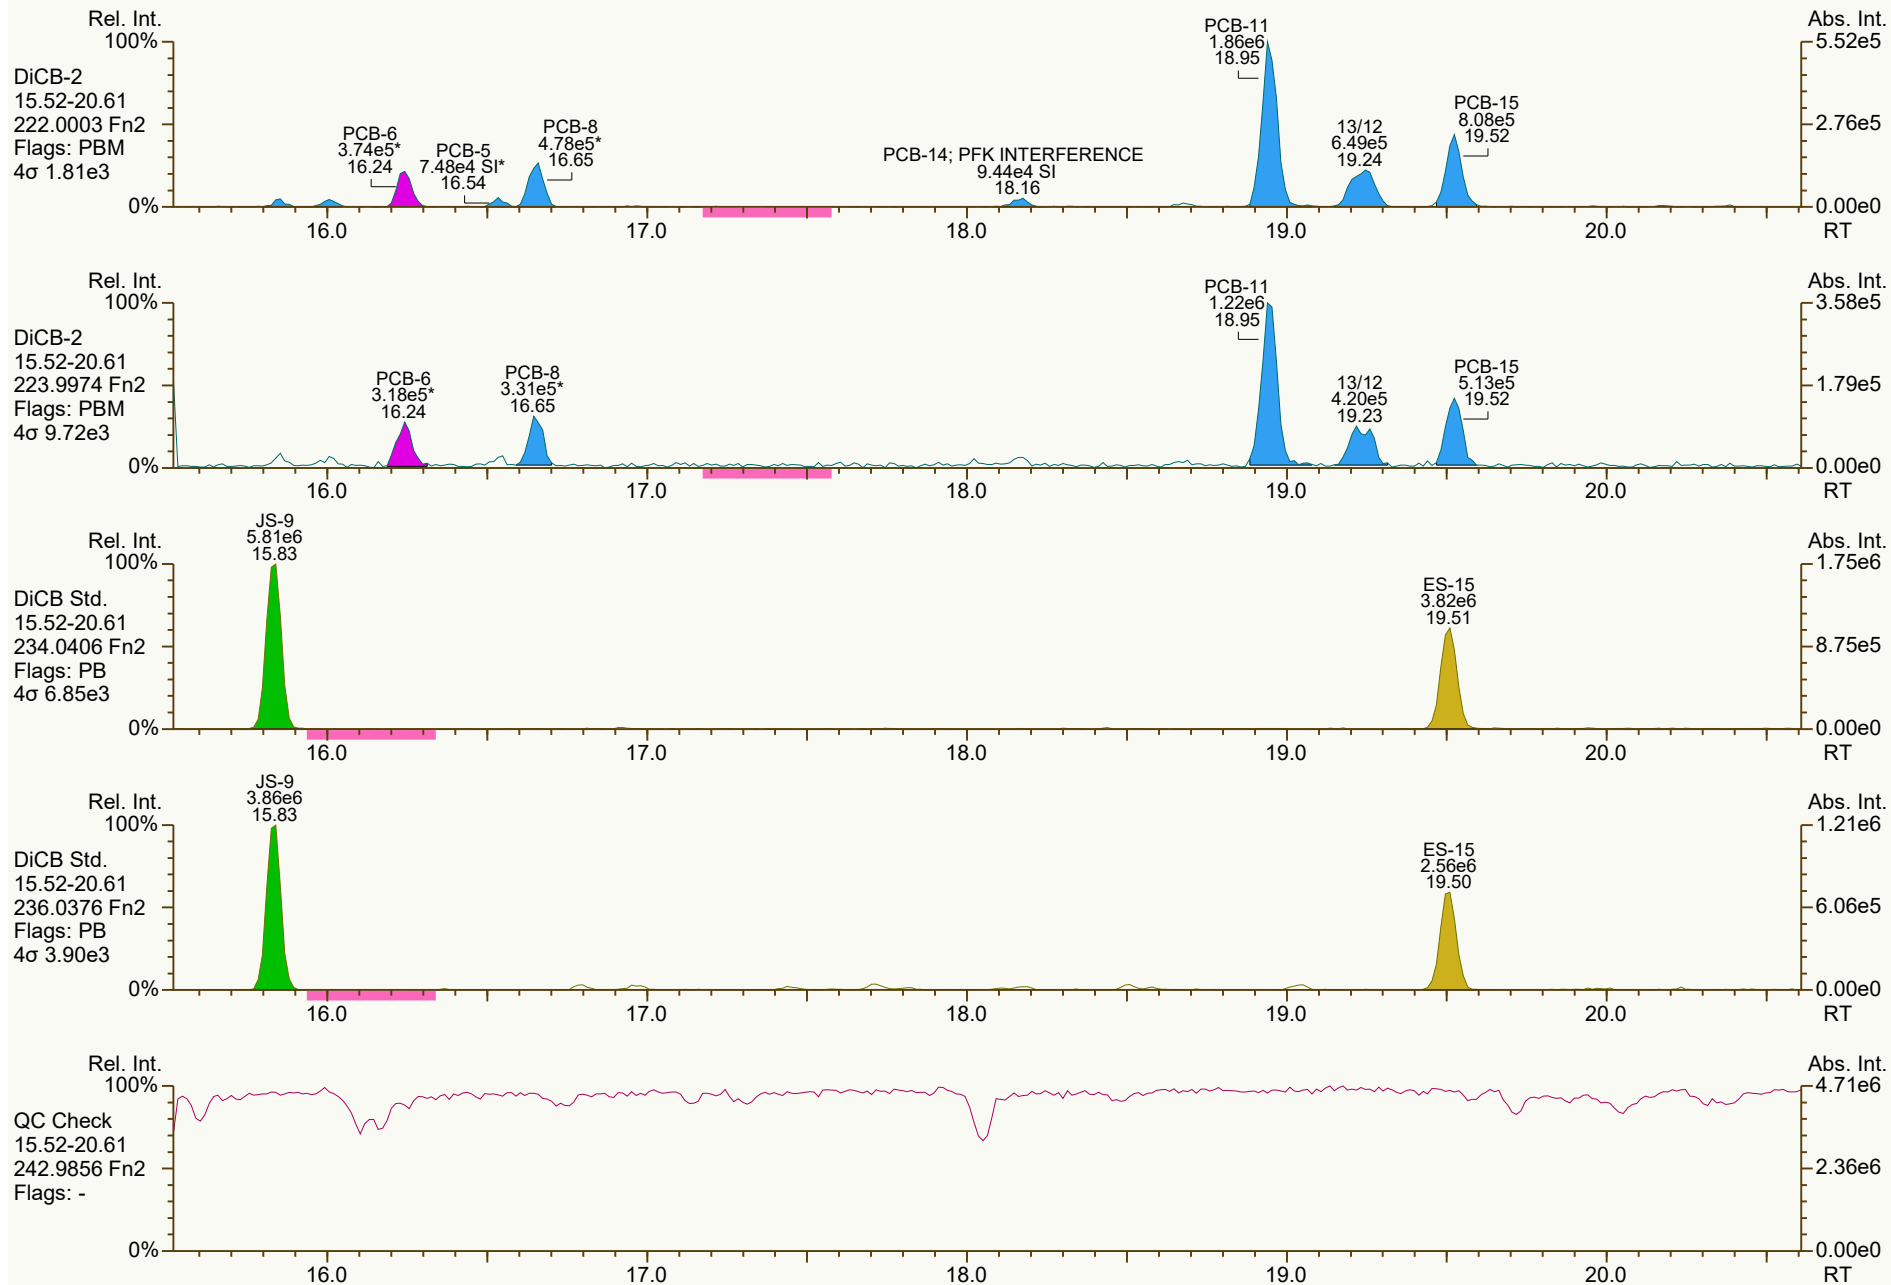 Rel. Int.
Abs. Int.
100%
5.52e5
DiCB-2
15.52-20.61
222.0003 Fn2
Flags: PBM
4σ 1.81e3
PCB-6
3.74e5*
16.24
PCB-5
7.48e4 SI*
16.54
PCB-8
4.78e5*
16.65
PCB-14; PFK INTERFERENCE
9.44e4 SI
18.16
PCB-11
1.86e6
18.95
13/12
6.49e5
19.24
PCB-15
8.08e5
19.52
2.76e5
0%
0.00e0
16.0 17.0 18.0 19.0 20.0 RT
Rel. Int.
Abs. Int.
100%
3.58e5
DiCB-2
15.52-20.61
223.9974 Fn2
Flags: PBM
4σ 9.72e3
PCB-6
3.18e5*
16.24
PCB-8
3.31e5*
16.65
PCB-11
1.22e6
18.95
13/12
4.20e5
19.23
PCB-15
5.13e5
19.52
1.79e5
0%
0.00e0
16.0 17.0 18.0 19.0 20.0 RT
Rel. Int.
Abs. Int.
100%
1.75e6
DiCB Std.
15.52-20.61
234.0406 Fn2
Flags: PB
4σ 6.85e3
JS-9
5.81e6
15.83
ES-15
3.82e6
19.51
8.75e5
0%
0.00e0
16.0 17.0 18.0 19.0 20.0 RT
Rel. Int.
Abs. Int.
100%
1.21e6
DiCB Std.
15.52-20.61
236.0376 Fn2
Flags: PB
4σ 3.90e3
JS-9
3.86e6
15.83
ES-15
2.56e6
19.50
6.06e5
0%
0.00e0
16.0 17.0 18.0 19.0 20.0 RT
Rel. Int.
Abs. Int.
100%
4.71e6
QC Check
15.52-20.61
242.9856 Fn2
Flags: -
2.36e6
0%
0.00e0
16.0 17.0 18.0 19.0 20.0 RT